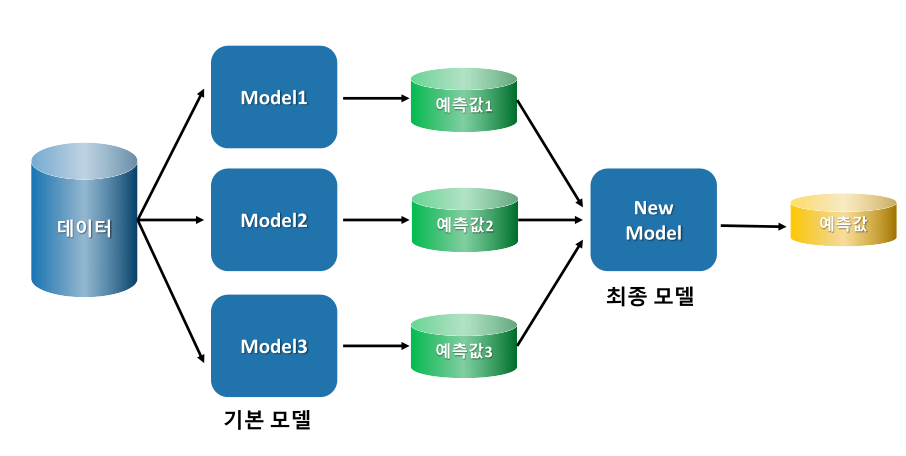 데이터
Model1
Model2
Model3
기본 모델
예측값1
예측값2
예측값3
New
Model
최종 모델
예측값